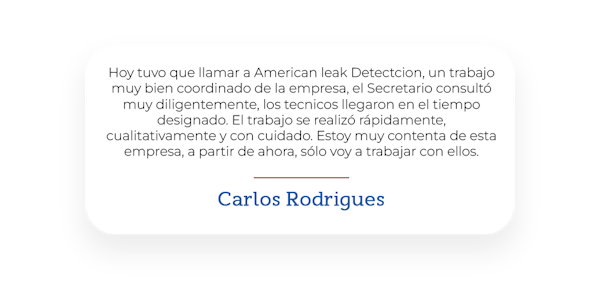 Hoy tuvo que llamar a American leak Detectcion, un trabajo
muy bien coordinado de la empresa, el Secretario consultó
muy diligentemente, los tecnicos llegaron en el tiempo
designado. El trabajo se realizó rápidamente,
cualitativamente y con cuidado. Estoy muy contenta de esta
empresa, a partir de ahora, sólo voy a trabajar con ellos.
Carlos Rodrigues